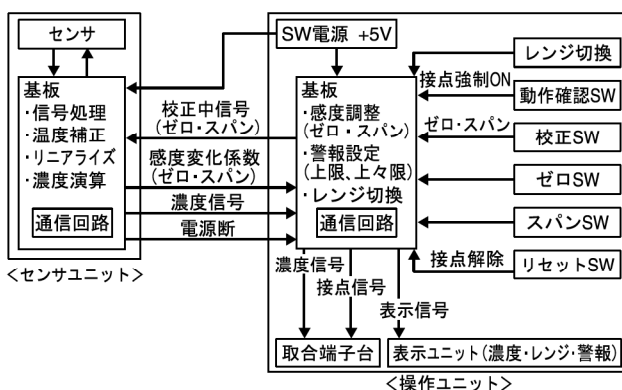 センサ
基板
・信号処理
・温度補正
・リニアライズ
・濃度演算
通信回路
<センサユニット>
校正中信号
(ゼロ・スパン)
感度変化係数
(ゼロ・スパン)
濃度信号
電源断
SW電源 +5V
基板
・感度調整
(ゼロ・スパン)
・警報設定
(上限、上々限)
・レンジ切換
通信回路
レンジ切換
接点強制ON
動作確認SW
ゼロ・スパン
校正SW
ゼロSW
スパンSW
接点解除
リセットSW
濃度信号
接点信号
表示信号
取合端子台
表示ユニット(濃度・レンジ・警報)
<操作ユニット>